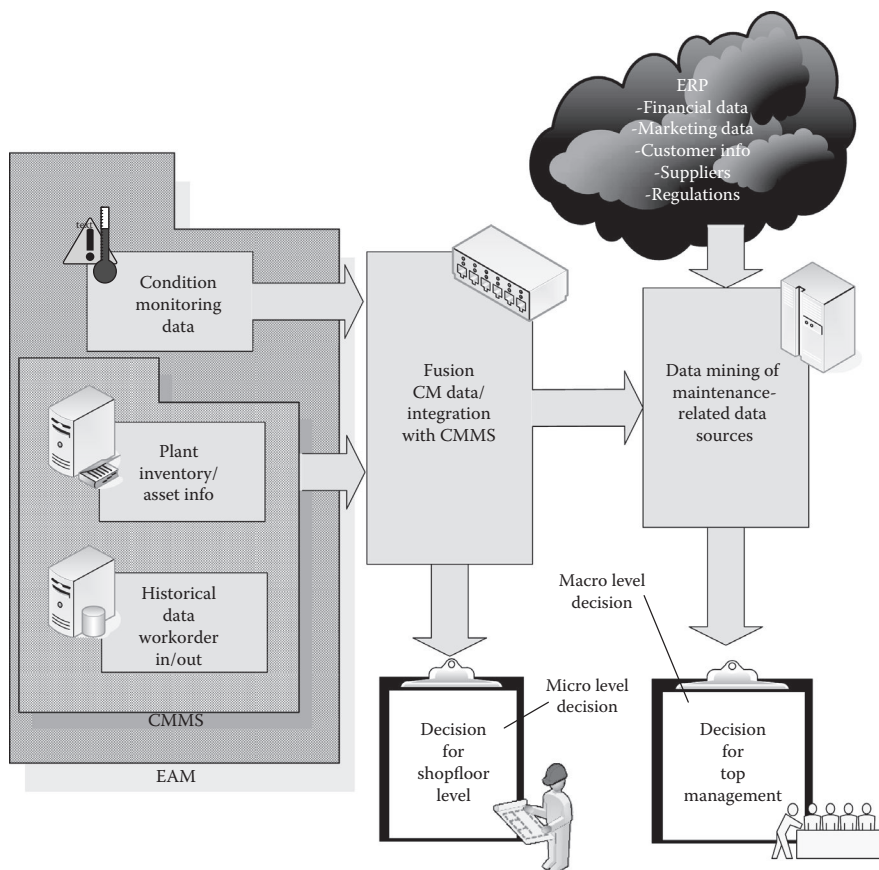 ERP
-Financial data
-Marketing data
-Customer info
-Suppliers
-Regulations
text
Condition
monitoring
data
Fusion
CM data/
integration
with CMMS
Data mining of
maintenance-
related data
sources
Plant
inventory/
asset info
Historical
data
workorder
in/out
CMMS
EAM
Macro level
decision
Micro level
decision
Decision
for
shopfloor
level
Decision
for
top
management